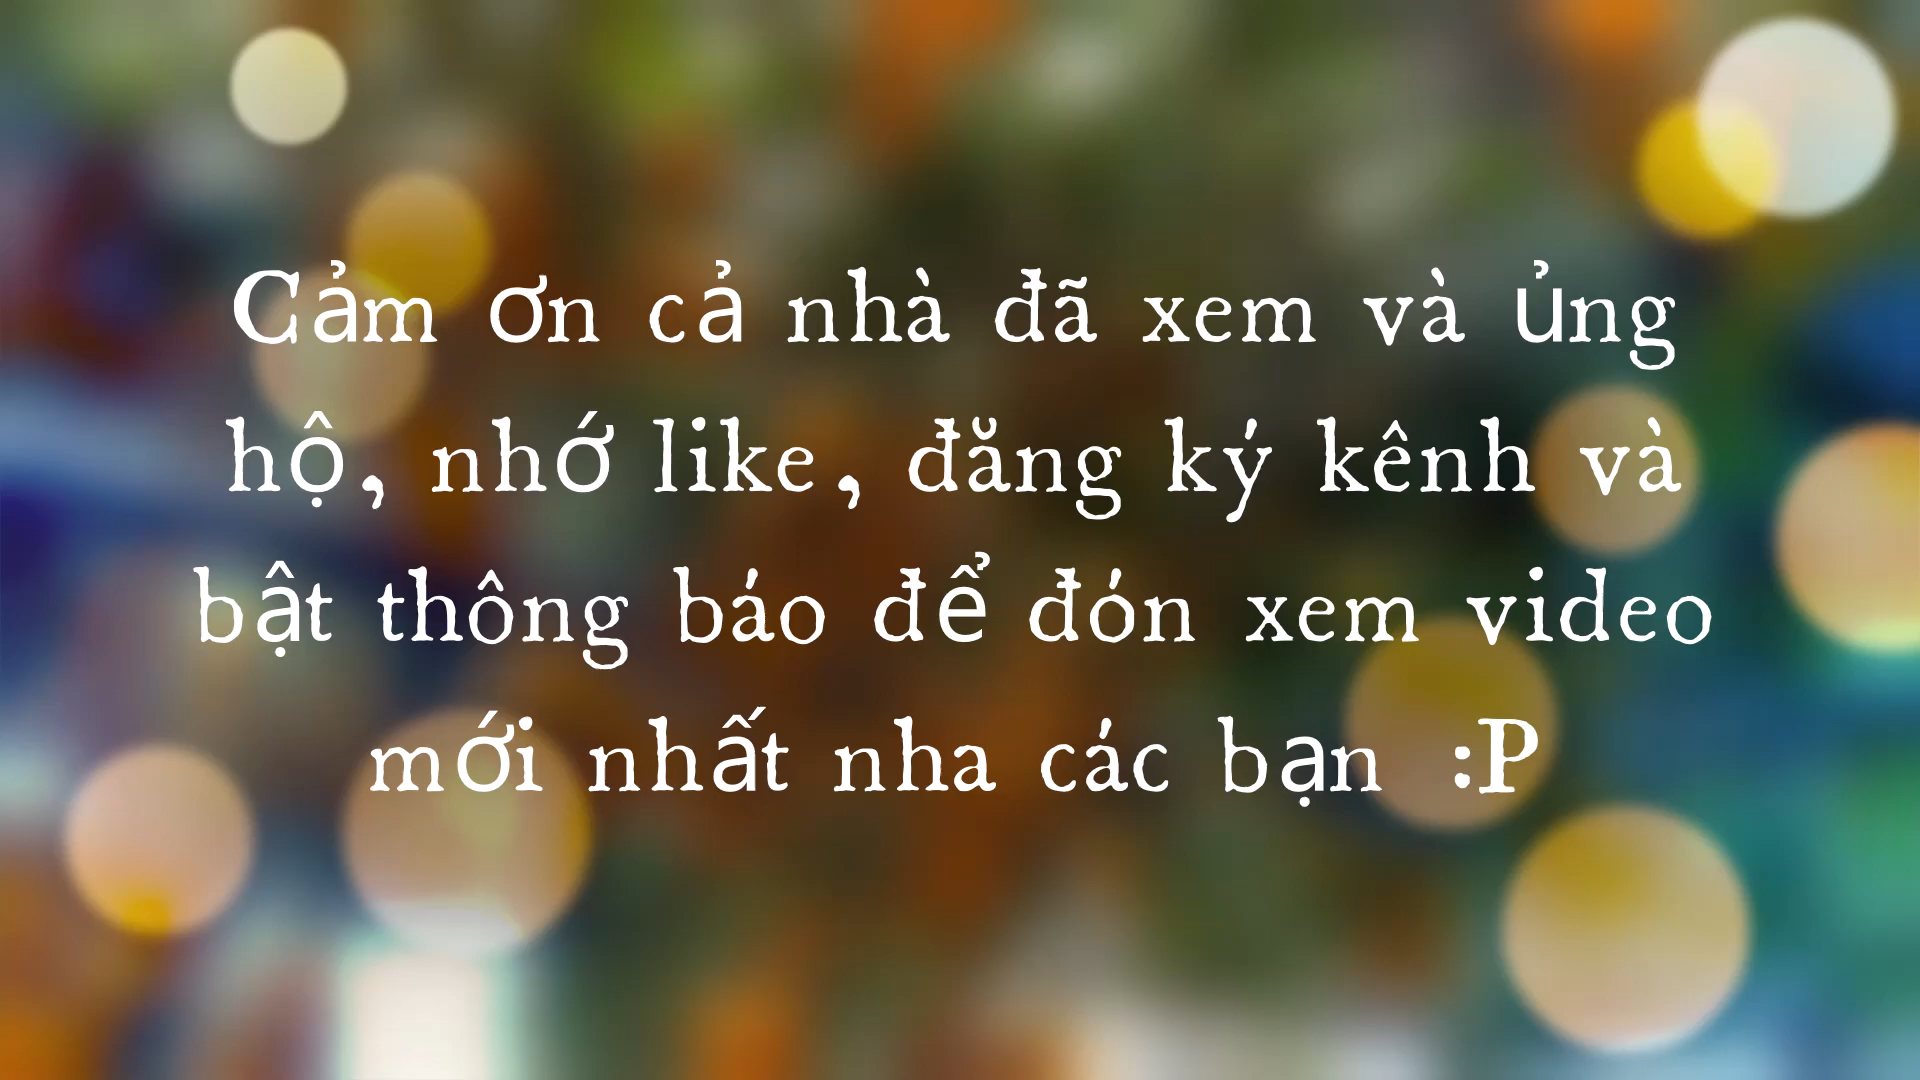 Cảm ơn cả nhà đã xem và ủng
hộ, nhớ like, đăng ký kênh và
bật thông báo để đón xem video
mới nhất nha các bạn :P